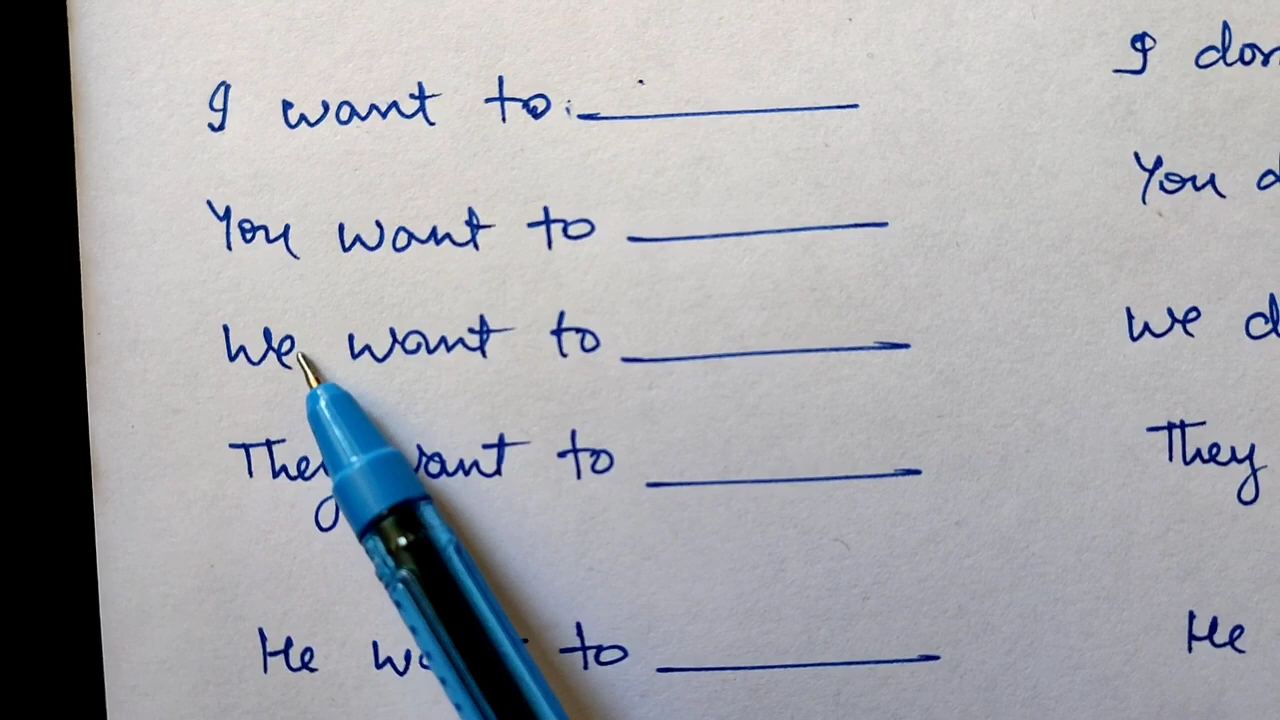 I want to: ________
You want to ________
We want to ________
They want to ________
He to ________
I
You
We
They
He